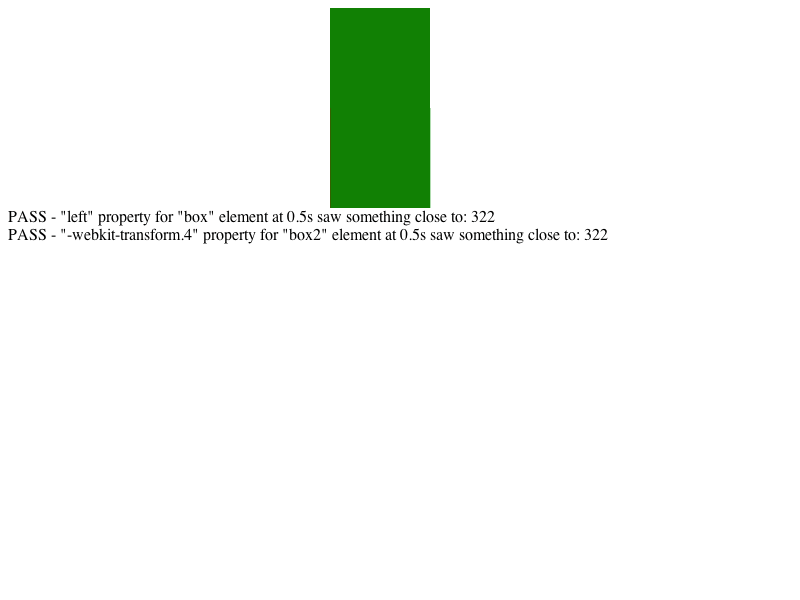 PASS - "left" property for "box" element at 0.5s saw something close to: 322
PASS - "-webkit-transform.4" property for "box2" element at 0.5s saw something close to: 322